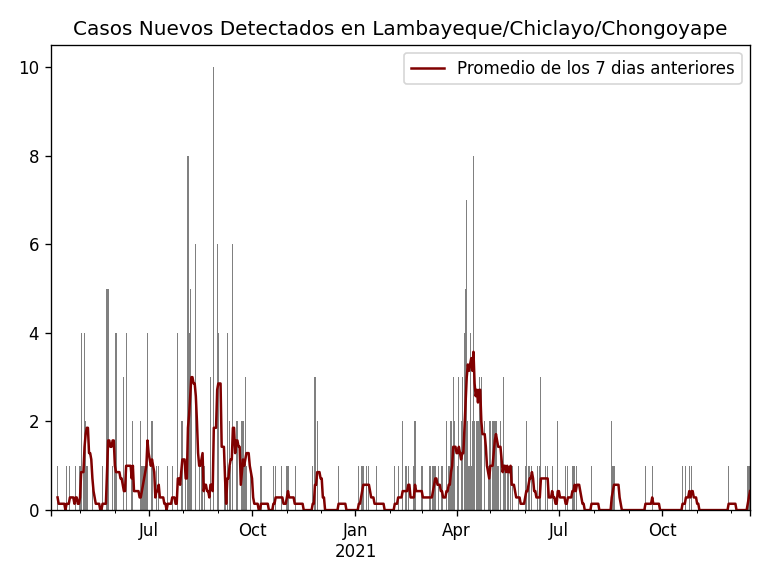 Casos Nuevos Detectados en Lambayeque/Chiclayo/Chongoyape
Promedio de los 7 dias anteriores
10
8
6
4
2
0
Jul
Oct
Jan
2021
Apr
Jul
Oct